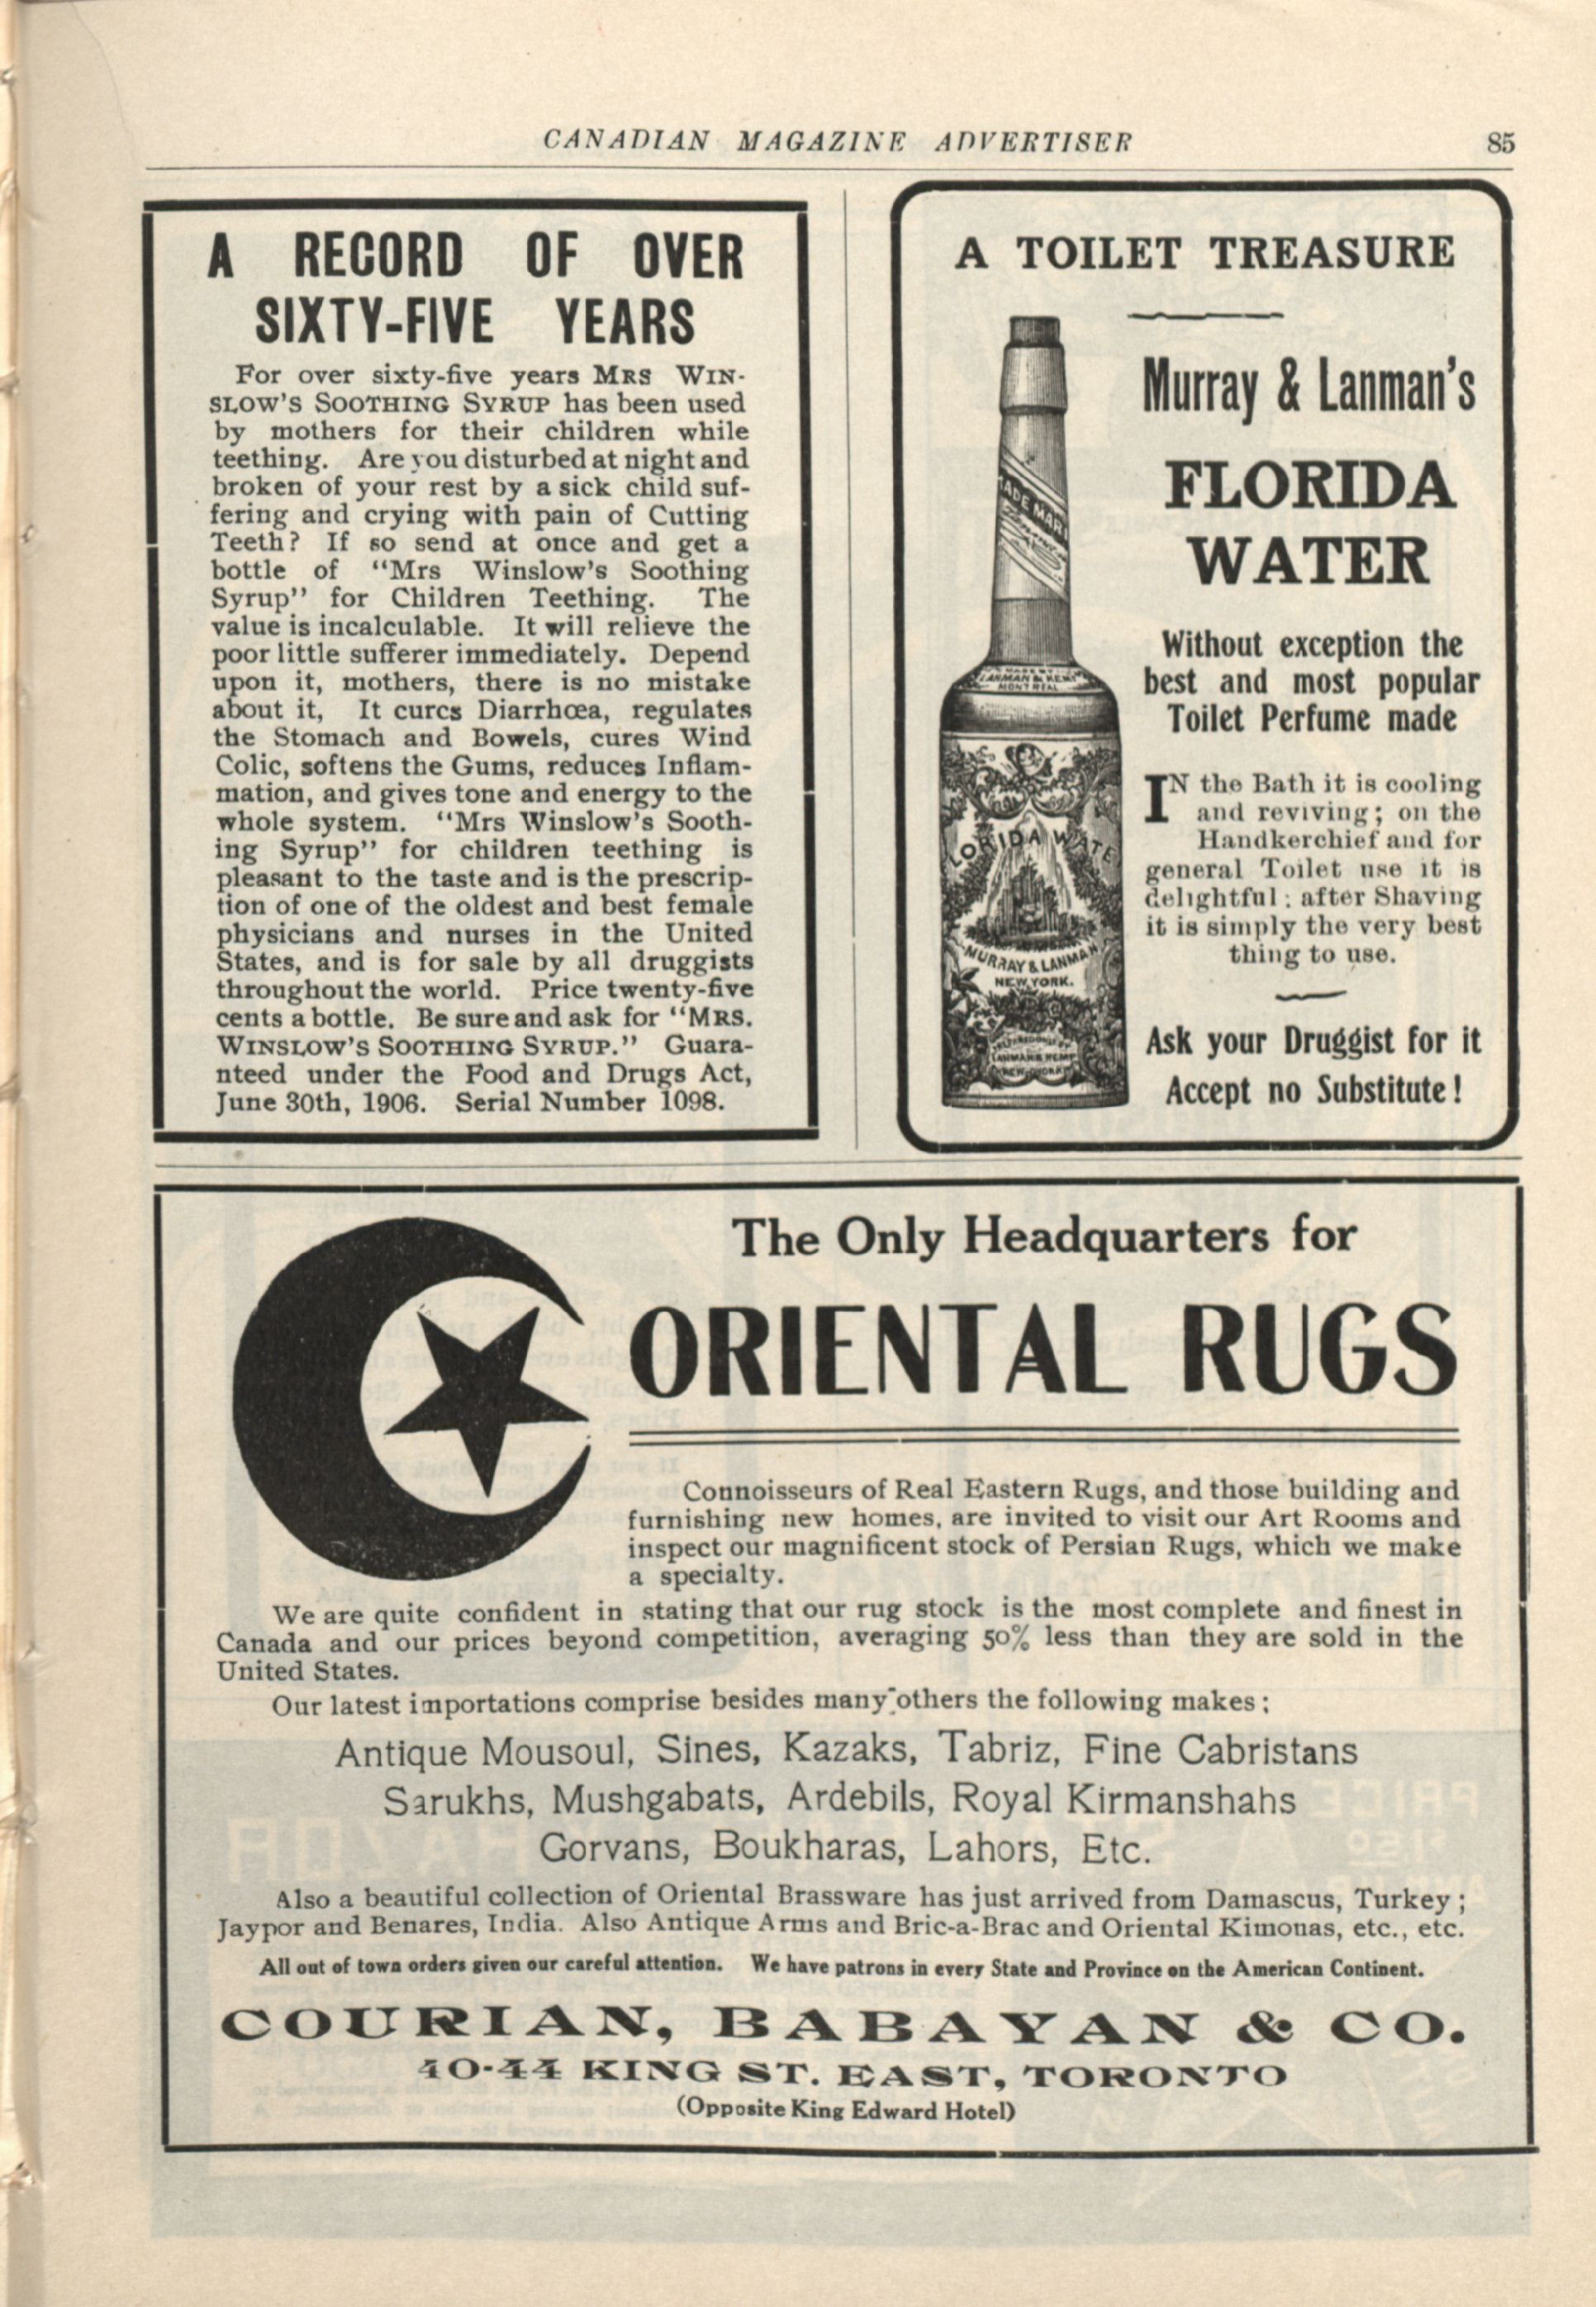 CANADIAN MAGAZINE ADVERTISER 85
A RECORD OF OVER
SIXTY-FIVE YEARS
For over sixty-five years MRS WIN-
SLOW'S SOOTHING SYRUP has been used
by mothers for their children while
teething. Are you disturbed at night and
broken of your rest by a sick child suf-
fering and crying with pain of Cutting
Teeth? If so send at once and get a
bottle of “Mrs Winslow's Soothing
Syrup” for Children Teething. The
value is incalculable. It will relieve the
poor little sufferer immediately. Depend
upon it, mothers, there is no mistake
about it, It cures Diarrhœa, regulates
the Stomach and Bowels, cures Wind
Colic, softens the Gums, reduces Inflam-
mation, and gives tone and energy to the
whole system. “Mrs Winslow's Sooth-
ing Syrup” for children teething is
pleasant to the taste and is the prescrip-
tion of one of the oldest and best female
physicians and nurses in the United
States, and is for sale by all druggists
throughout the world. Price twenty-five
cents a bottle. Be sure and ask for “MRS.
WINSLOW'S SOOTHING SYRUP.” Guara-
nteed under the Food and Drugs Act,
June 30th, 1906. Serial Number 1098.
A TOILET TREASURE
Murray & Lanman's
FLORIDA
WATER
Without exception the
best and most popular
Toilet Perfume made
IN the Bath it is cooling
and reviving; on the
Handkerchief and for
general Toilet use it is
delightful; after Shaving
it is simply the very best
thing to use.
Ask your Druggist for it
Accept no Substitute!
ADE MAR
LANMAN & KEMP
MONTREAL
LORIDA WATE
MURRAY & LANMAN
NEW YORK.
LANMAN & KEMP
NEW YORK
The Only Headquarters for
ORIENTAL RUGS
Connoisseurs of Real Eastern Rugs, and those building and
furnishing new homes, are invited to visit our Art Rooms and
inspect our magnificent stock of Persian Rugs, which we make
a specialty.
We are quite confident in stating that our rug stock is the most complete and finest in
Canada and our prices beyond competition, averaging 50% less than they are sold in the
United States.
Our latest importations comprise besides many others the following makes;
Antique Mousoul, Sines, Kazaks, Tabriz, Fine Cabristans
Sarukhs, Mushgabats, Ardebils, Royal Kirmanshahs
Gorvans, Boukharas, Lahors, Etc.
Also a beautiful collection of Oriental Brassware has just arrived from Damascus, Turkey;
Jaypor and Benares, India. Also Antique Arms and Bric-a-Brac and Oriental Kimonas, etc., etc.
All out of town orders given our careful attention. We have patrons in every State and Province on the American Continent.
COURIAN, BABAYAN & CO.
40-44 KING ST. EAST, TORONTO
(Opposite King Edward Hotel)